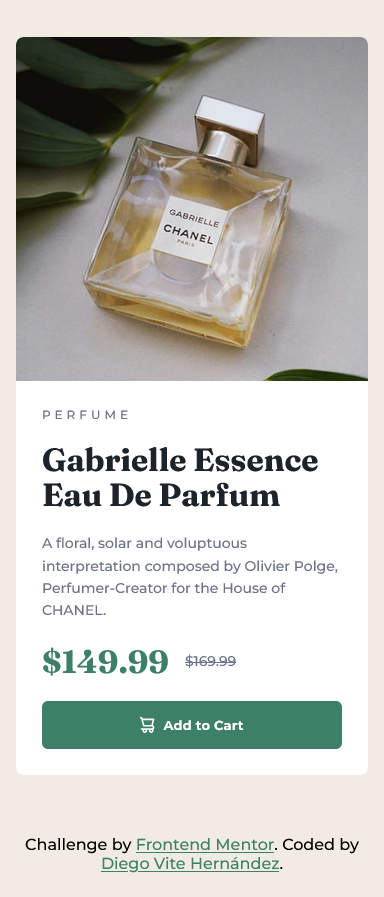 GABRIELLE
CHANEL
PARIS
PERFUME
Gabrielle Essence
Eau De Parfum
A floral, solar and voluptuous
interpretation composed by Olivier Polge,
Perfumer-Creator for the House of
CHANEL.
$149.99 $169.99
Add to Cart
Challenge by Frontend Mentor. Coded by
Diego Vite Hernández.